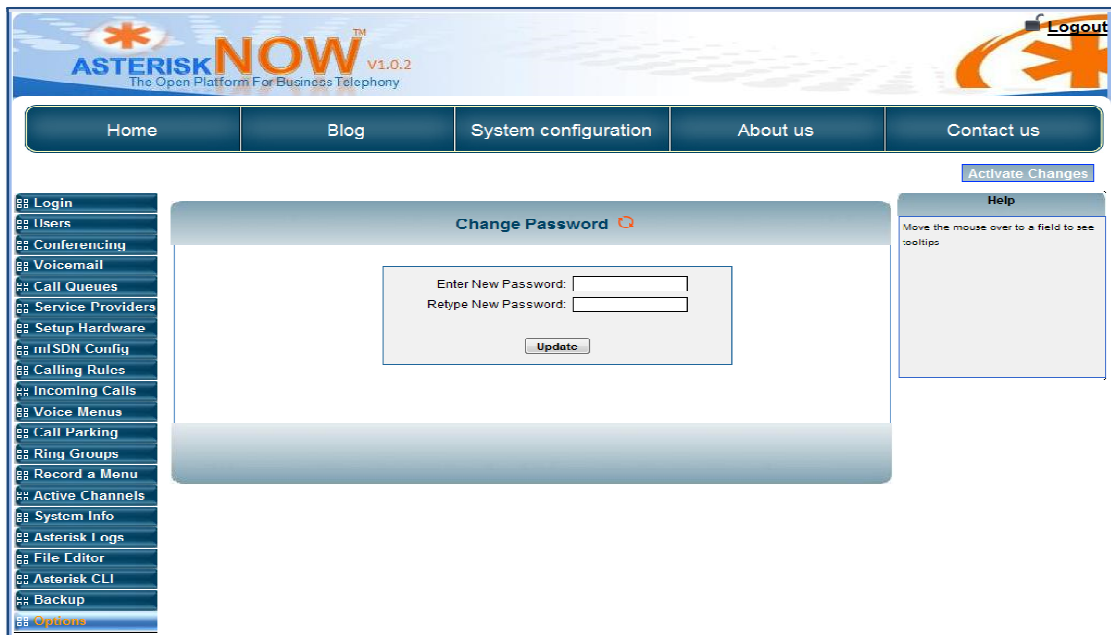 Logout
ASTERISKNOW™ V1.0.2
The Open Platform For Business Telephony
Home
Blog
System configuration
About us
Contact us
Activate Changes
Login
Users
Conferencing
Voicemail
Call Queues
Service Providers
Setup Hardware
mISDN Config
Calling Rules
Incoming Calls
Voice Menus
Call Parking
Ring Groups
Record a Menu
Active Channels
System Info
Asterisk Logs
File Editor
Asterisk CLI
Backup
Options
Change Password
Enter New Password:
Retype New Password:
Update
Help
Move the mouse over to a field to see
tooltips